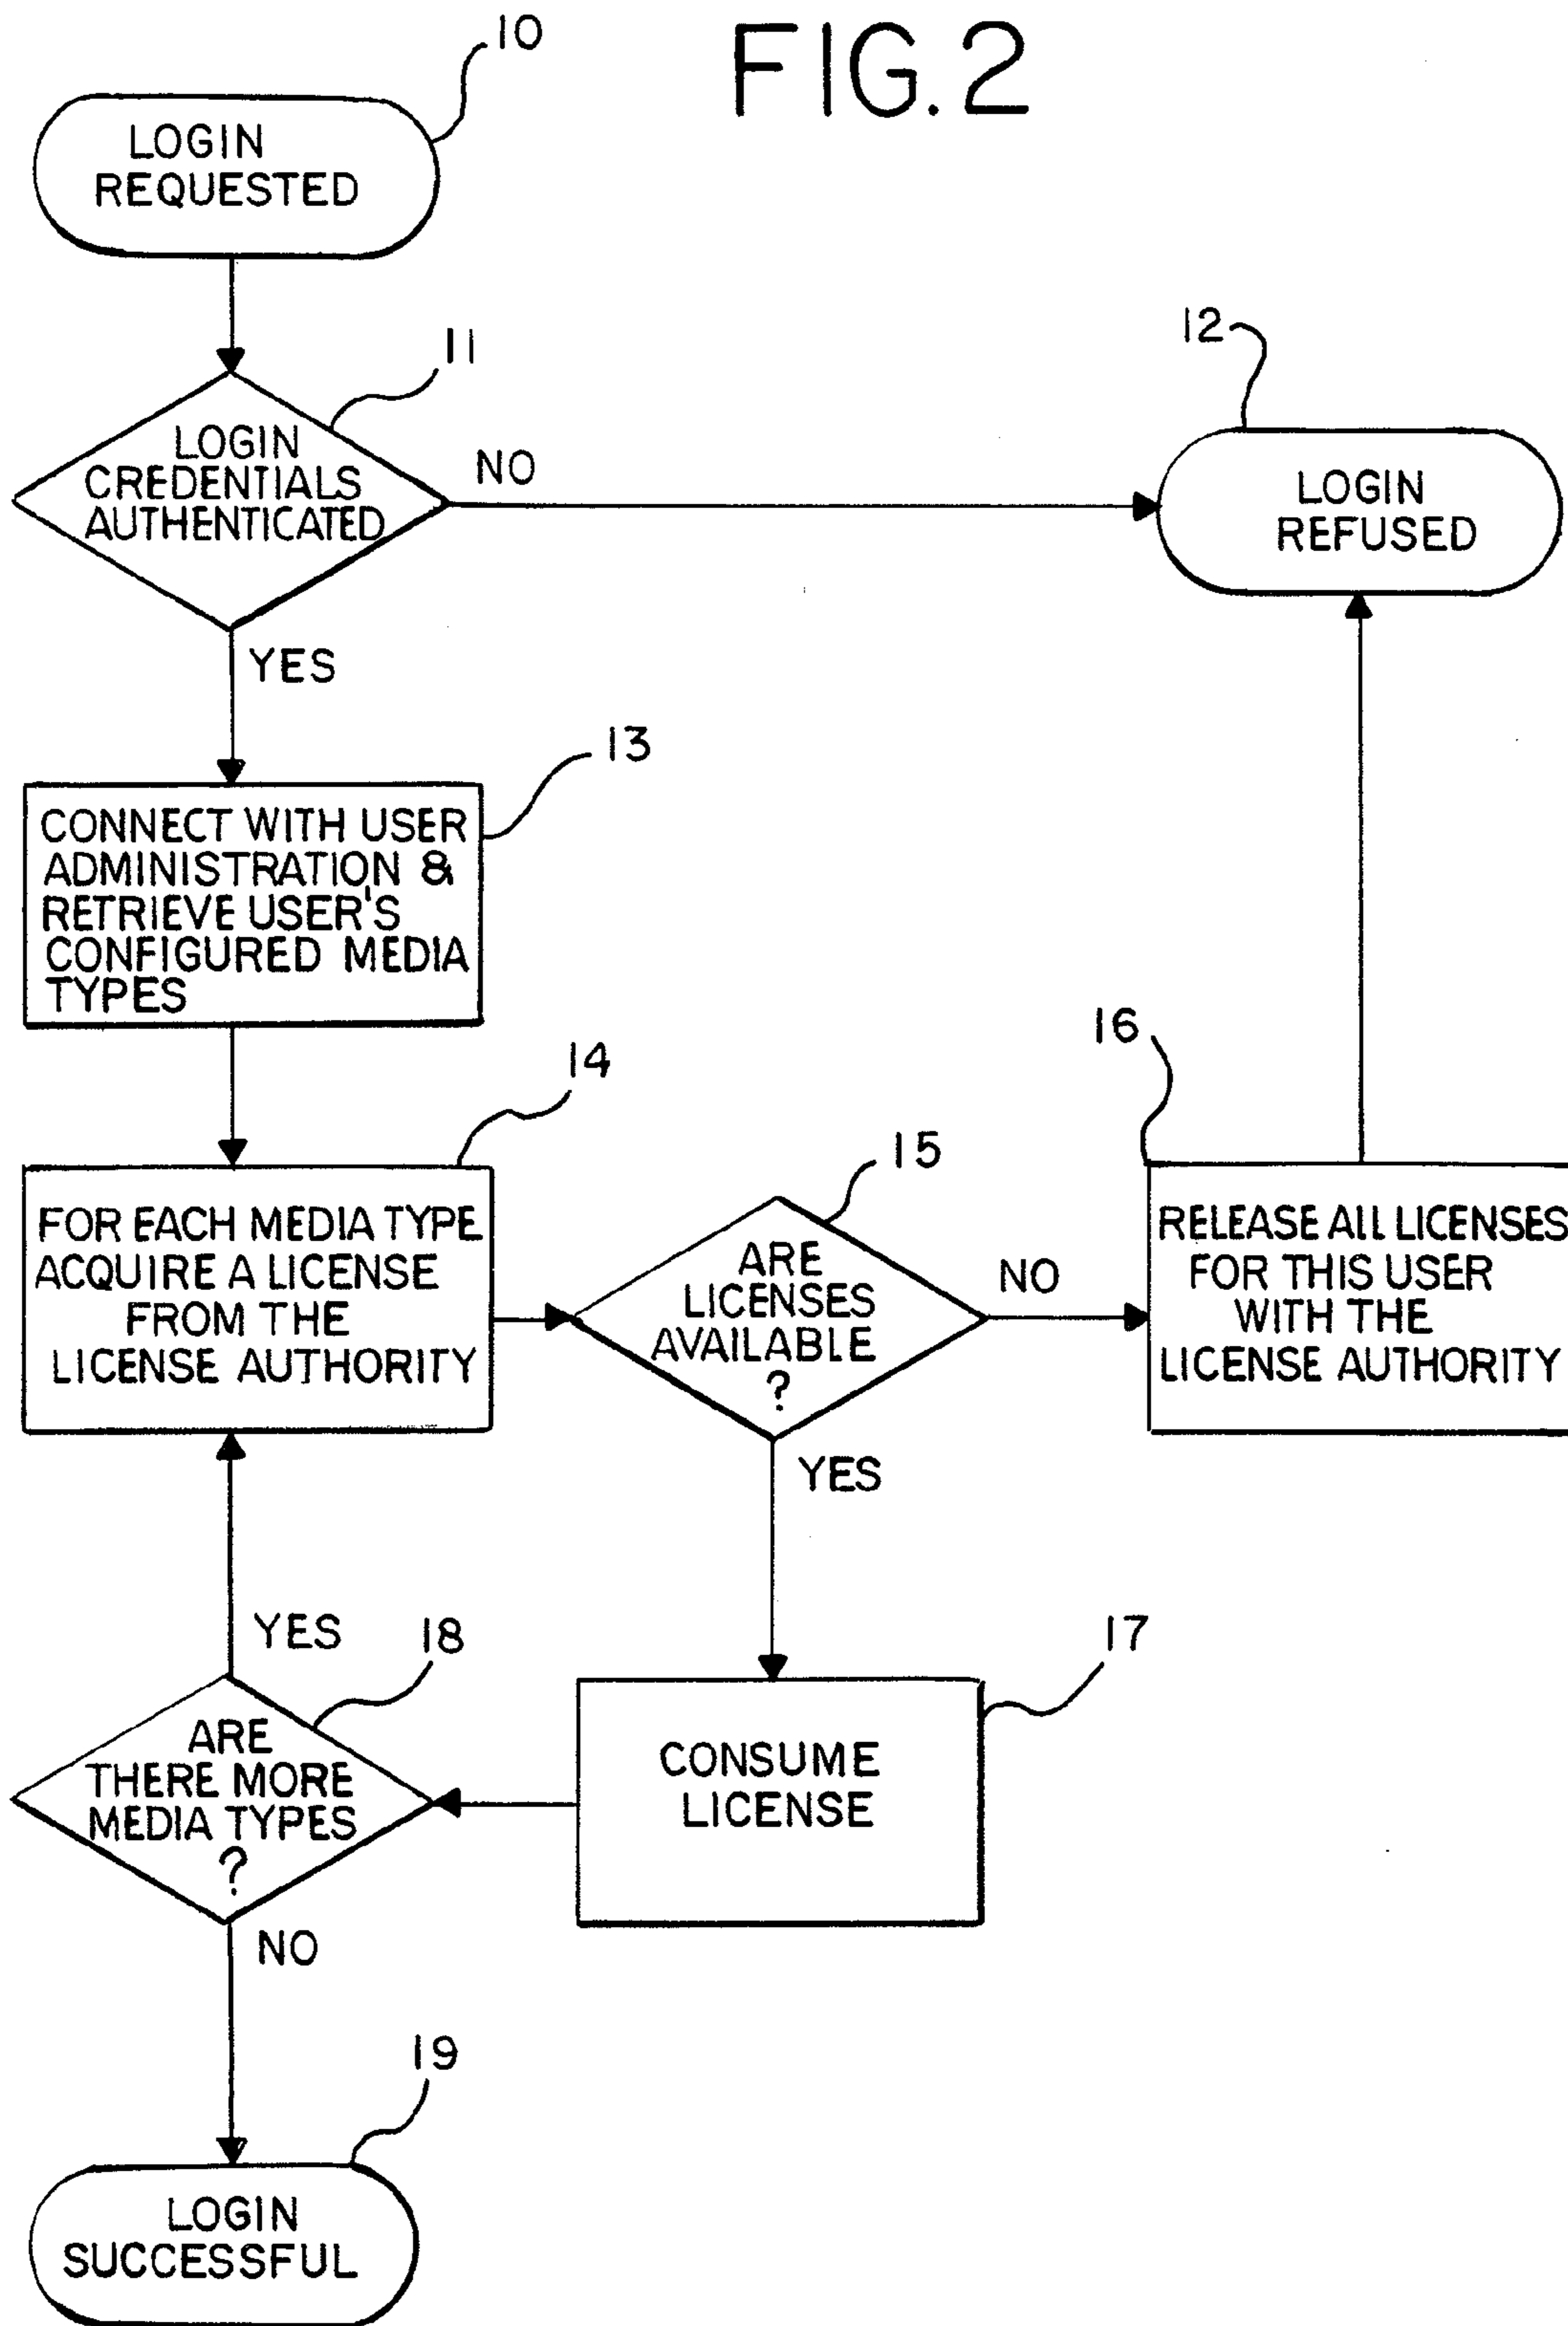 FIG. 2
10
LOGIN
REQUESTED
11
LOGIN
CREDENTIALS
AUTHENTICATED
NO
12
LOGIN
REFUSED
YES
13
CONNECT WITH USER
ADMINISTRATION &
RETRIEVE USER'S
CONFIGURED MEDIA
TYPES
14
FOR EACH MEDIA TYPE
ACQUIRE A LICENSE
FROM THE
LICENSE AUTHORITY
15
ARE
LICENSES
AVAILABLE
?
NO
16
RELEASE ALL LICENSES
FOR THIS USER
WITH THE
LICENSE AUTHORITY
YES
17
CONSUME
LICENSE
YES
18
ARE
THERE MORE
MEDIA TYPES
?
NO
19
LOGIN
SUCCESSFUL